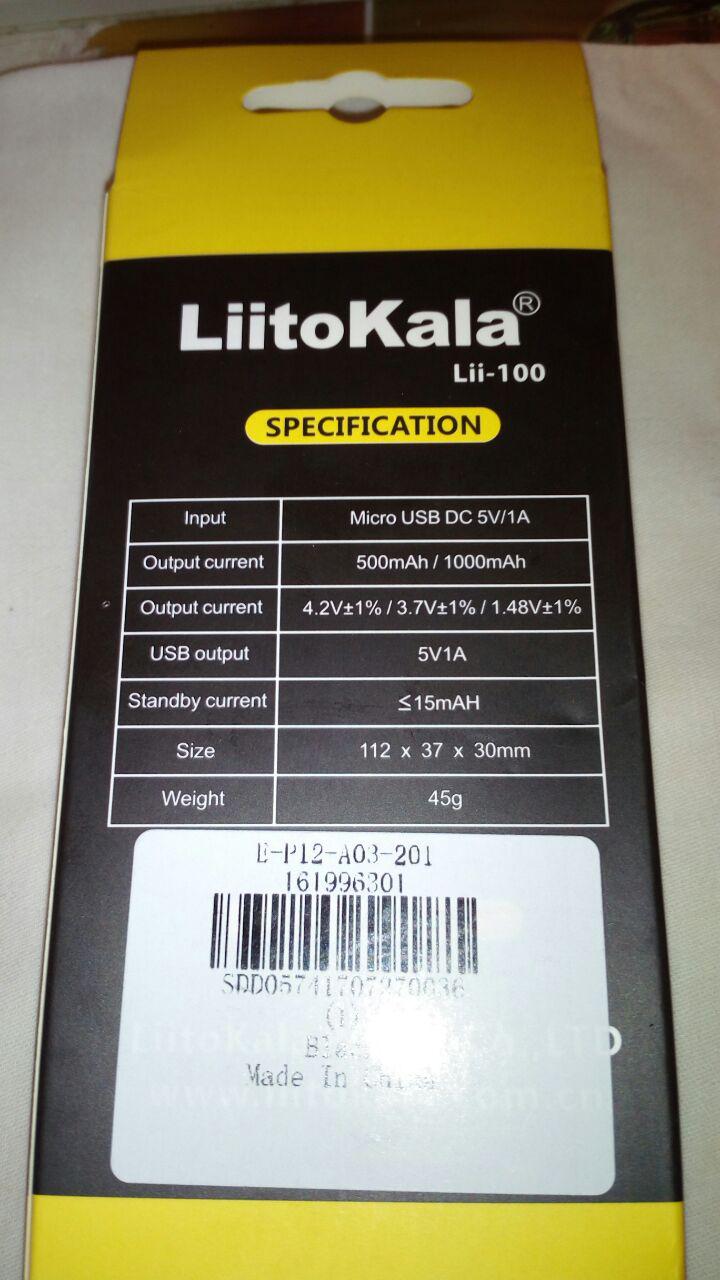 LiitoKala®
Lii-100
SPECIFICATION
Input Micro USB DC 5V/1A
Output current 500mAh / 1000mAh
Output current 4.2V±1% / 3.7V±1% / 1.48V±1%
USB output 5V1A
Standby current ≤15mAH
Size 112 x 37 x 30mm
Weight 45g
E-P12-A03-201
161996301
(1)
Made In China